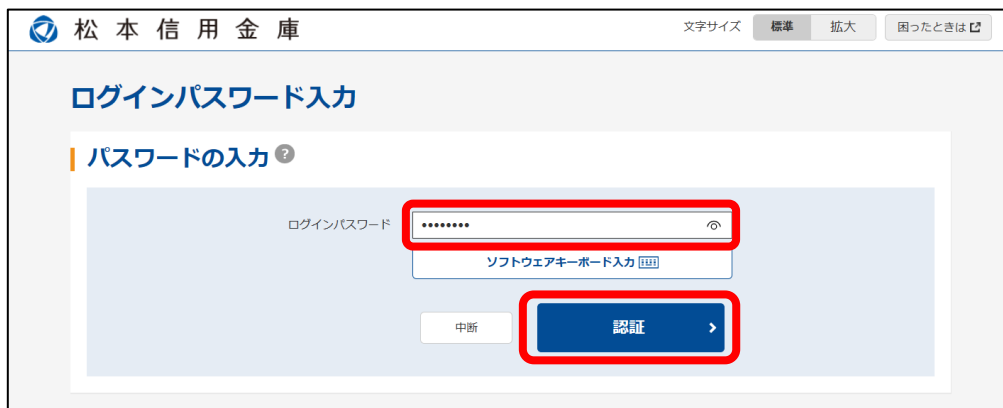 松本信用金庫 文字サイズ 標準 拡大 困ったときは
ログインパスワード入力
パスワードの入力 ?
ログインパスワード ••••••••
ソフトウェアキーボード入力
中断 認証